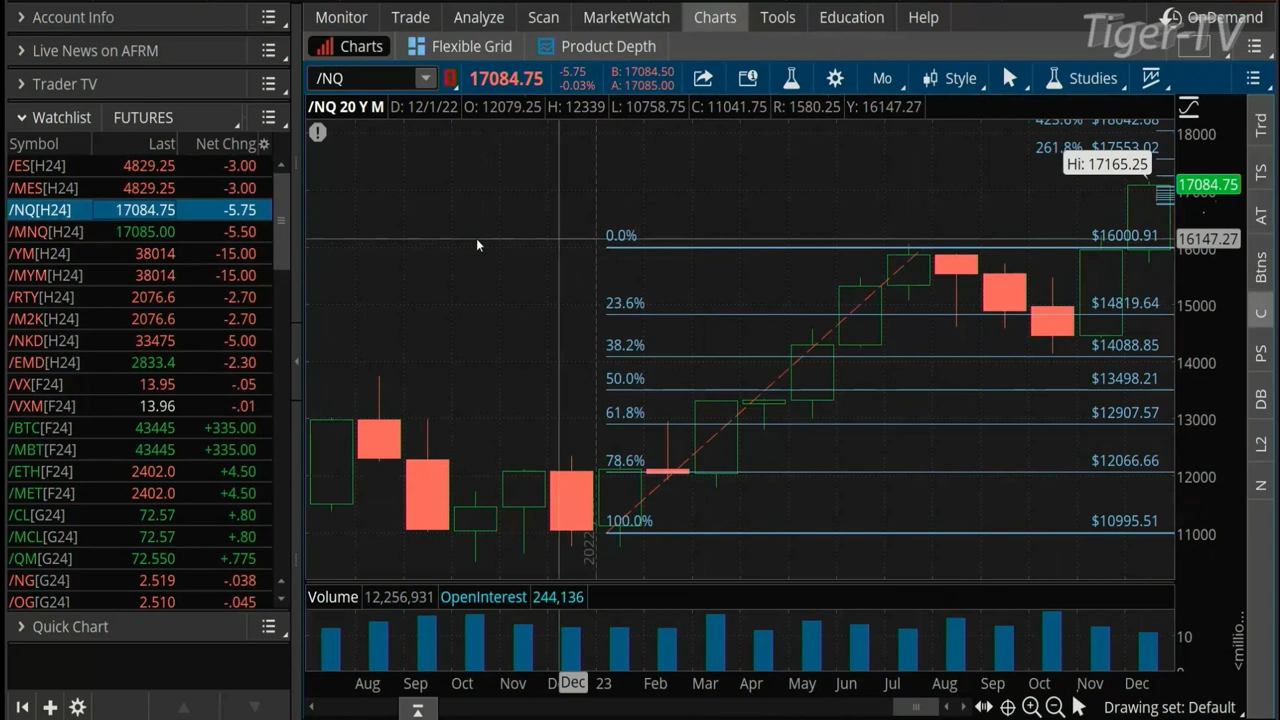 Account Info
Live News on AFRM
Trader TV
Watchlist FUTURES
Symbol Last Net Chng
/ES[H24] 4829.25 -3.00
/MES[H24] 4829.25 -3.00
/NQ[H24] 17084.75 -5.75
/MNQ[H24] 17085.00 -5.50
/YM[H24] 38014 -15.00
/MYM[H24] 38014 -15.00
/RTY[H24] 2076.6 -2.70
/M2K[H24] 2076.6 -2.70
/NKD[H24] 33475 -5.00
/EMD[H24] 2833.4 -2.30
/VX[F24] 13.95 -.05
/VXM[F24] 13.96 -.01
/BTC[F24] 43445 +335.00
/MBT[F24] 43445 +335.00
/ETH[F24] 2402.0 +4.50
/MET[F24] 2402.0 +4.50
/CL[G24] 72.57 +.80
/MCL[G24] 72.57 +.80
/QM[G24] 72.550 +.775
/NG[G24] 2.519 -.038
/QG[G24] 2.510 -.045
Quick Chart
Monitor Trade Analyze Scan MarketWatch Charts Tools Education Help
OnDemand
Tiger-TV
Charts Flexible Grid Product Depth
/NQ 17084.75 -5.75 -0.03% B: 17084.50 A: 17085.00 Mo Style Studies
/NQ 20 Y M D: 12/1/22 O: 12079.25 H: 12339 L: 10758.75 C: 11041.75 R: 1580.25 Y: 16147.27
423.6% $18042.68
261.8% $17553.02
Hi: 17165.25
0.0% $16000.91
23.6% $14819.64
38.2% $14088.85
50.0% $13498.21
61.8% $12907.57
78.6% $12066.66
100.0% $10995.51
2022
18000
17084.75
17000
16147.27
16000
15000
14000
13000
12000
11000
Volume 12,256,931 OpenInterest 244,136
10
0
<millio...
Aug Sep Oct Nov D Dec 23 Feb Mar Apr May Jun Jul Aug Sep Oct Nov Dec
Drawing set: Default
Trd
TS
AT
Btns
C
PS
DB
L2
N